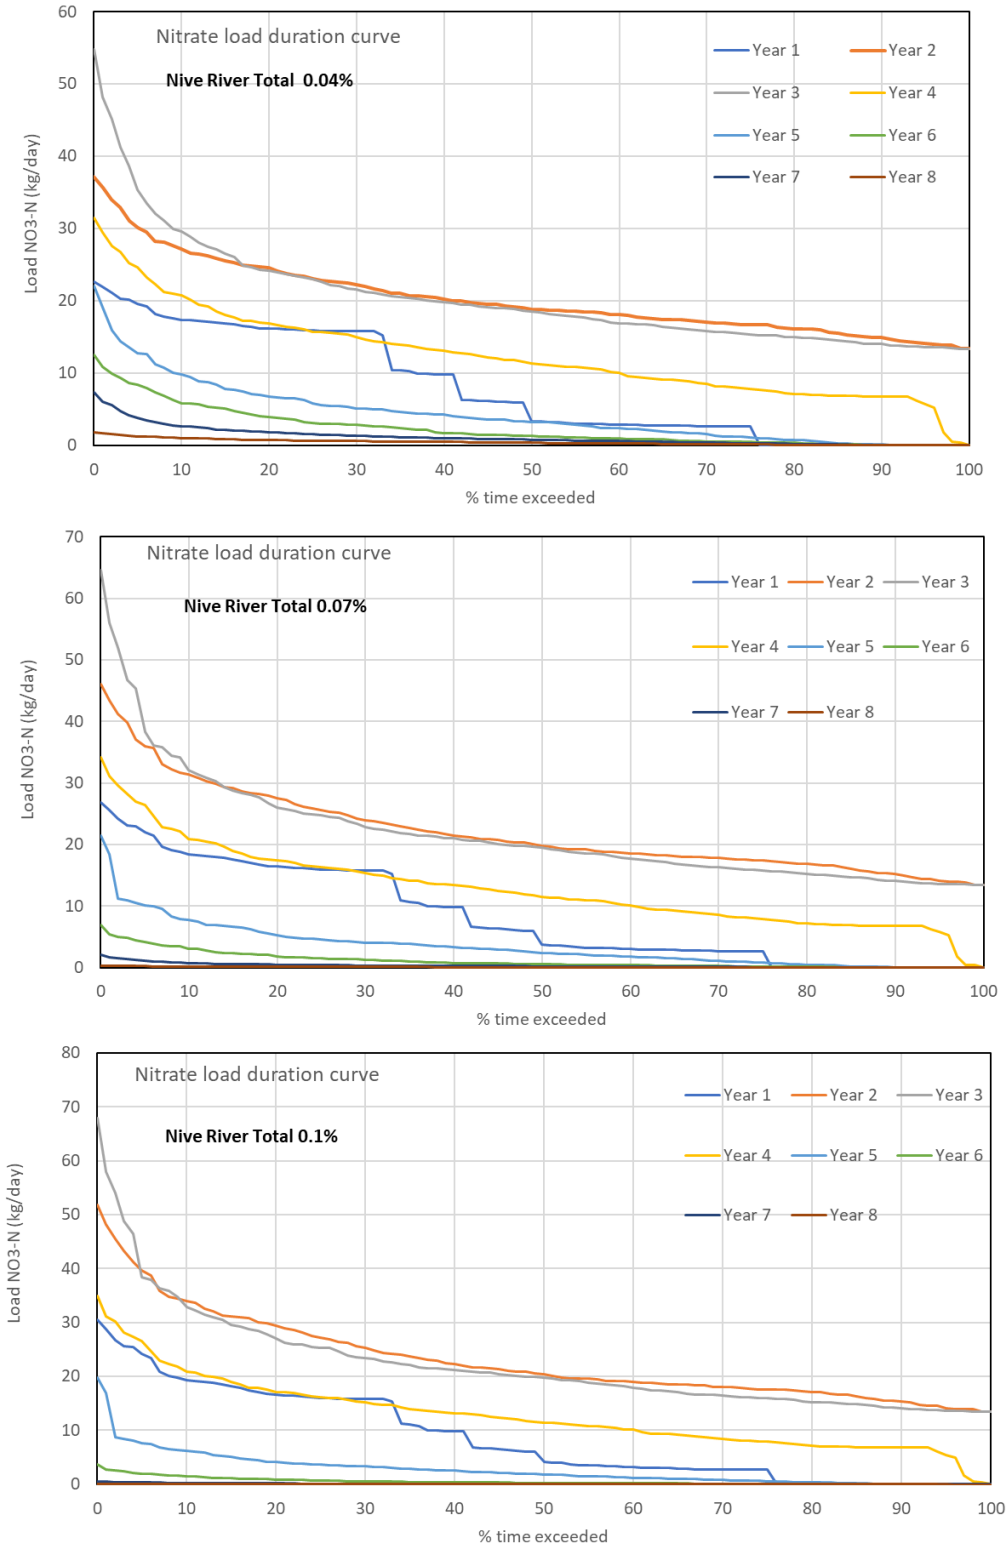 Nitrate load duration curve
Nive River Total 0.04%
Year 1 Year 2
Year 3 Year 4
Year 5 Year 6
Year 7 Year 8
Load NO3-N (kg/day)
60
50
40
30
20
10
0
0 10 20 30 40 50 60 70 80 90 100
% time exceeded
Nitrate load duration curve
Nive River Total 0.07%
Year 1 Year 2 Year 3
Year 4 Year 5 Year 6
Year 7 Year 8
Load NO3-N (kg/day)
70
60
50
40
30
20
10
0
0 10 20 30 40 50 60 70 80 90 100
% time exceeded
Nitrate load duration curve
Nive River Total 0.1%
Year 1 Year 2 Year 3
Year 4 Year 5 Year 6
Year 7 Year 8
Load NO3-N (kg/day)
80
70
60
50
40
30
20
10
0
0 10 20 30 40 50 60 70 80 90 100
% time exceeded